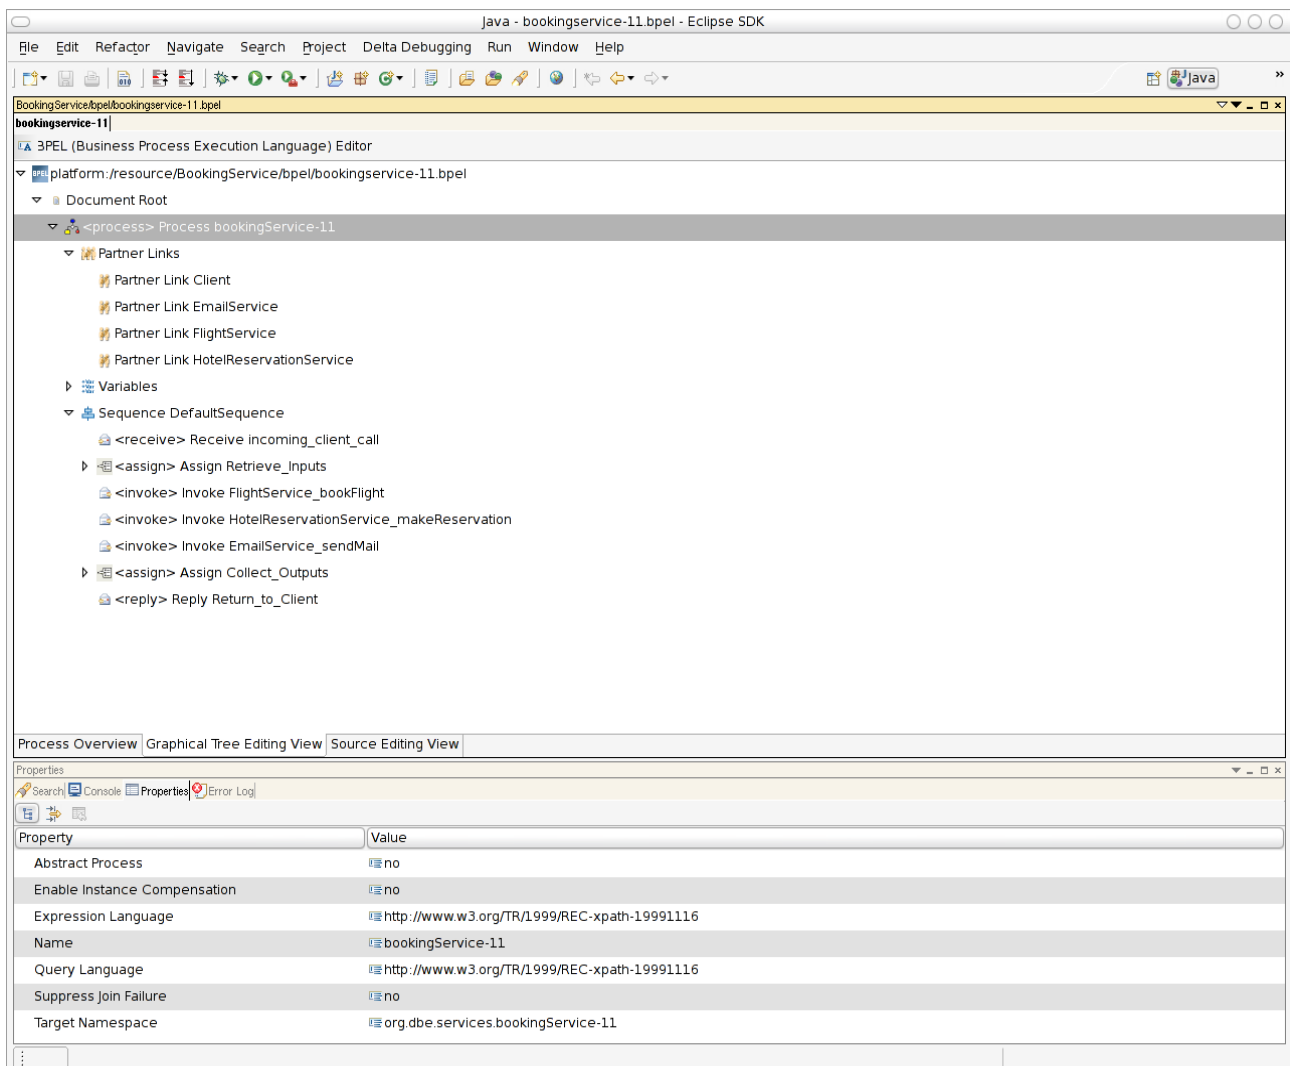 Java - bookingservice-11.bpel - Eclipse SDK
File Edit Refactor Navigate Search Project Delta Debugging Run Window Help
Java »
BookingService/bpel/bookingservice-11.bpel
bookingservice-11
BPEL (Business Process Execution Language) Editor
platform:/resource/BookingService/bpel/bookingservice-11.bpel
Document Root
<process> Process bookingService-11
Partner Links
Partner Link Client
Partner Link EmailService
Partner Link FlightService
Partner Link HotelReservationService
Variables
Sequence DefaultSequence
<receive> Receive incoming_client_call
<assign> Assign Retrieve_Inputs
<invoke> Invoke FlightService_bookFlight
<invoke> Invoke HotelReservationService_makeReservation
<invoke> Invoke EmailService_sendMail
<assign> Assign Collect_Outputs
<reply> Reply Return_to_Client
Process Overview Graphical Tree Editing View Source Editing View
Properties
Search Console Properties Error Log
Property Value
Abstract Process no
Enable Instance Compensation no
Expression Language http://www.w3.org/TR/1999/REC-xpath-19991116
Name bookingService-11
Query Language http://www.w3.org/TR/1999/REC-xpath-19991116
Suppress Join Failure no
Target Namespace org.dbe.services.bookingService-11